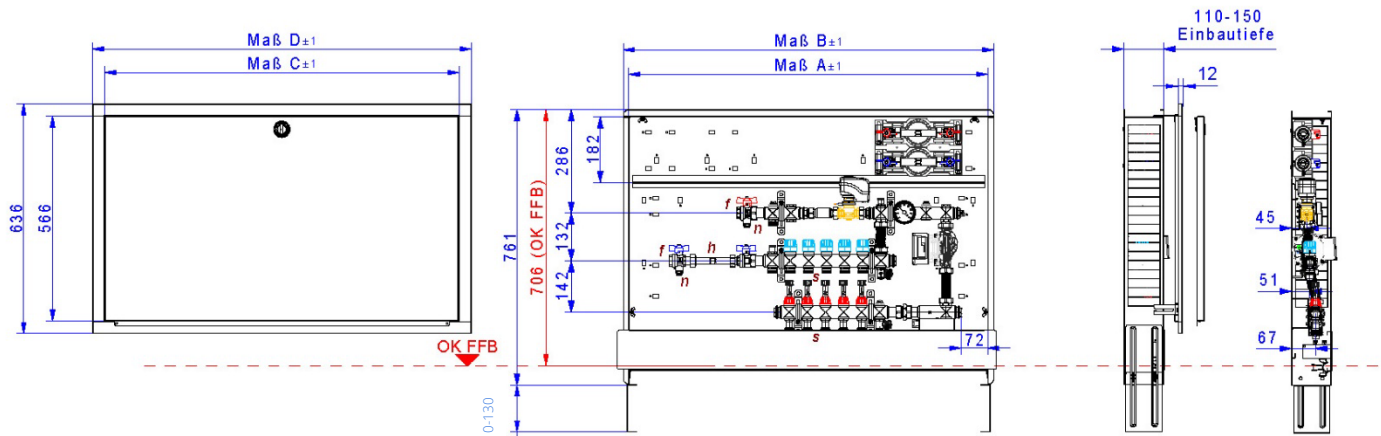 Maß D±1
Maß C±1
636
566
OK FFB
Maß B±1
Maß A±1
761
706 (OK FFB)
286
182
132
142
0-130
f
n
f
h
n
s
s
72
110-150
Einbautiefe
12
45
51
67